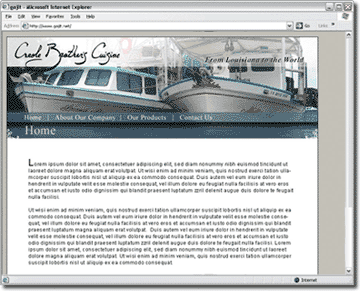 gojit - Microsoft Internet Explorer
File Edit View Favorites Tools Help
Address http://www.gojit.net/ Go Links
Creole Brothers Cuisine
From Louisiana to the World
Home | About Our Company | Our Products | Contact Us
Home
Lorem ipsum dolor sit amet, consectetuer adipiscing elit, sed diam nonummy nibh euismod tincidunt ut
laoreet dolore magna aliquam erat volutpat. Ut wisi enim ad minim veniam, quis nostrud exerci tation ulla-
mcorper suscipit lobortis nisl ut aliquip ex ea commodo consequat. Duis autem vel eum iriure dolor in
hendrerit in vulputate velit esse molestie consequat, vel illum dolore eu feugiat nulla facilisis at vero eros
et accumsan et iusto odio dignissim qui blandit praesent luptatum zzril delenit augue duis dolore te feugait
nulla facilisi.
Ut wisi enim ad minim veniam, quis nostrud exerci tation ullamcorper suscipit lobortis nisl ut aliquip ex ea
commodo consequat. Duis autem vel eum iriure dolor in hendrerit in vulputate velit esse molestie conse-
quat, vel illum dolore eu feugiat nulla facilisis at vero eros et accumsan et iusto odio dignissim qui blandit
praesent luptatum magna aliquam erat volutpat. Duis autem vel eum iriure dolor in hendrerit in vulputate
velit esse molestie consequat, vel illum dolore eu feugiat nulla facilisis at vero eros et accumsan et iusto
odio dignissim qui blandit praesent luptatum zzril delenit augue duis dolore te feugait nulla facilisi. Lorem
ipsum dolor sit amet, consectetuer adipiscing elit, sed diam nonummy nibh euismod tincidunt ut laoreet
dolore magna aliquam erat volutpat. Ut wisi enim ad minim veniam, quis nostrud exerci tation ullamcorper
suscipit lobortis nisl ut aliquip ex ea commodo consequat.
Internet